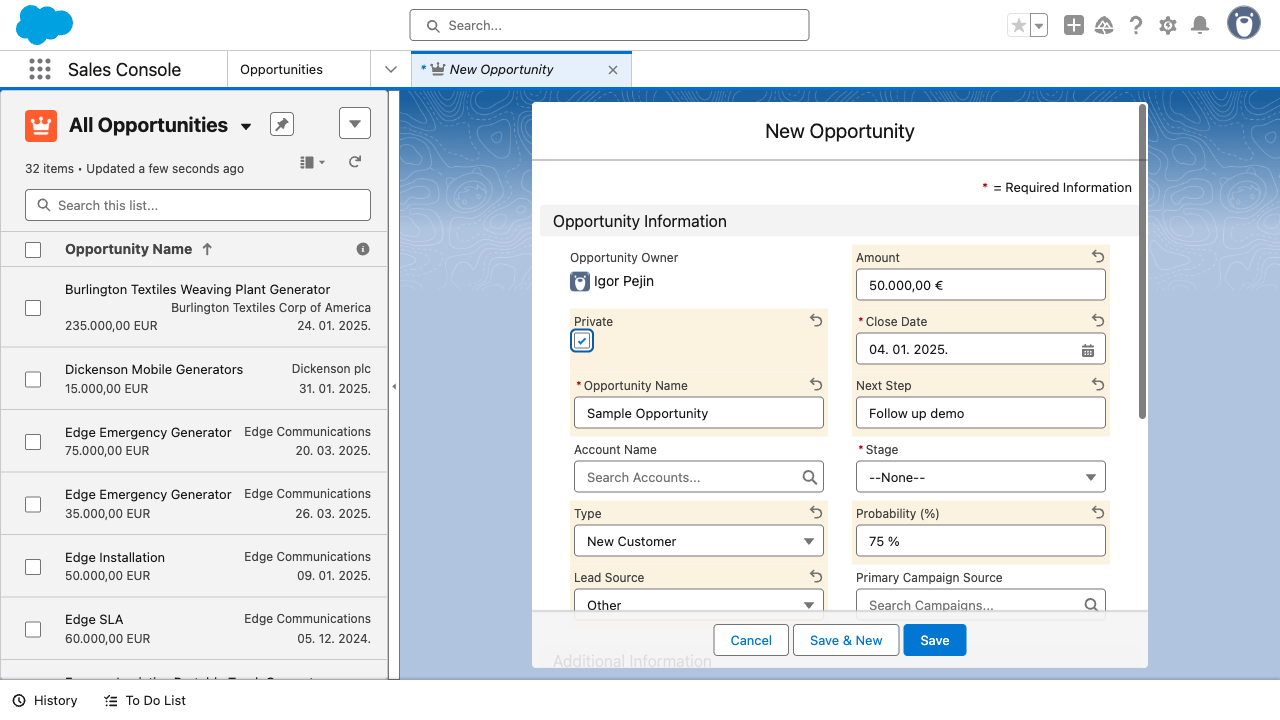 Search...
Sales Console
Opportunities
* New Opportunity
All Opportunities
32 items • Updated a few seconds ago
Search this list...
Opportunity Name
Burlington Textiles Weaving Plant Generator
Burlington Textiles Corp of America
235.000,00 EUR 24. 01. 2025.
Dickenson Mobile Generators Dickenson plc
15.000,00 EUR 31. 01. 2025.
Edge Emergency Generator Edge Communications
75.000,00 EUR 20. 03. 2025.
Edge Emergency Generator Edge Communications
35.000,00 EUR 26. 03. 2025.
Edge Installation Edge Communications
50.000,00 EUR 09. 01. 2025.
Edge SLA Edge Communications
60.000,00 EUR 05. 12. 2024.
New Opportunity
* = Required Information
Opportunity Information
Opportunity Owner
Igor Pejin
Amount
50.000,00 €
Private
* Close Date
04. 01. 2025.
* Opportunity Name
Sample Opportunity
Next Step
Follow up demo
Account Name
Search Accounts...
* Stage
--None--
Type
New Customer
Probability (%)
75 %
Lead Source
Other
Primary Campaign Source
Search Campaigns...
Additional Information
Cancel
Save & New
Save
History
To Do List